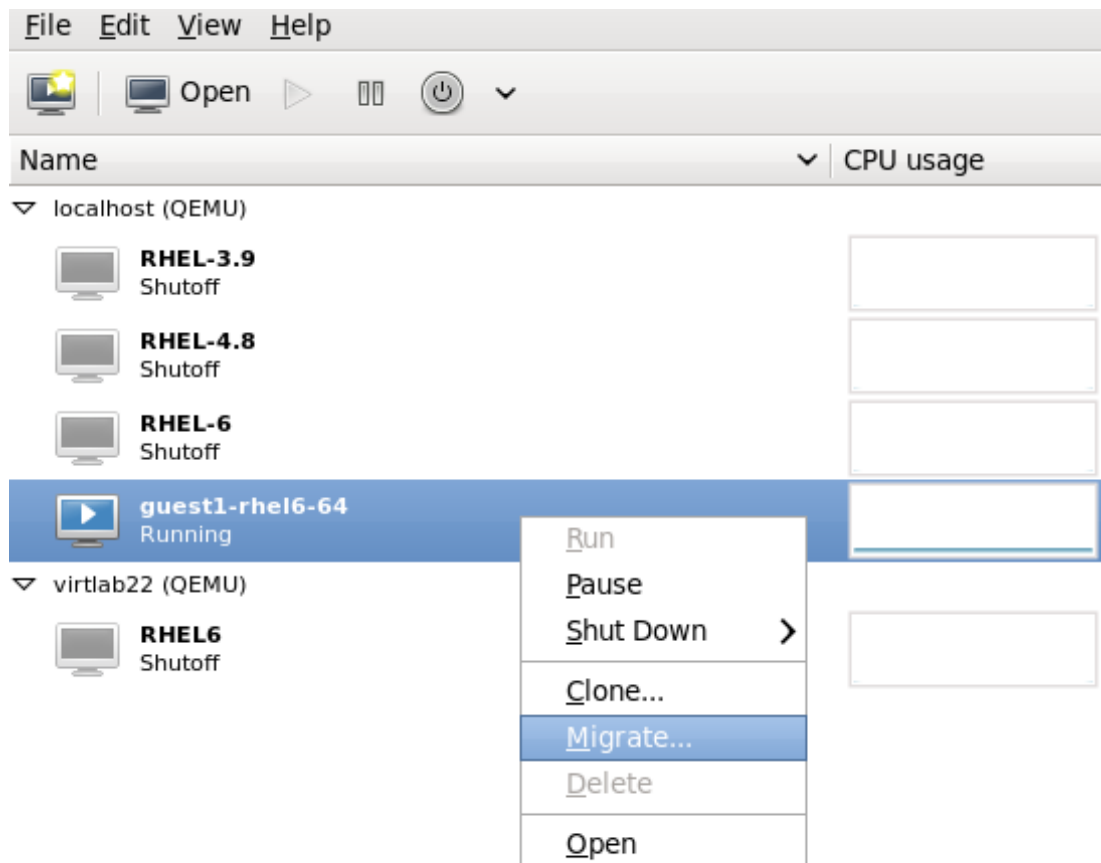 File Edit View Help
Open
Name CPU usage
localhost (QEMU)
RHEL-3.9
Shutoff
RHEL-4.8
Shutoff
RHEL-6
Shutoff
guest1-rhel6-64
Running
Run
Pause
Shut Down
Clone...
Migrate...
Delete
Open
virtlab22 (QEMU)
RHEL6
Shutoff